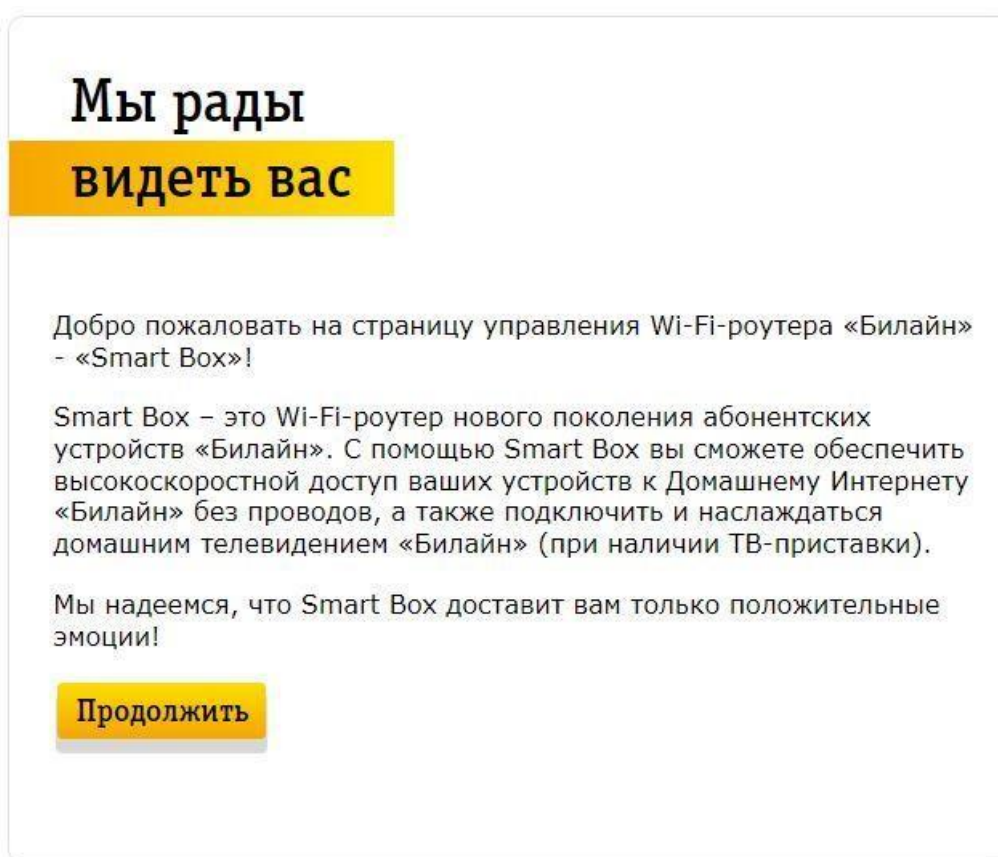 Мы рады
видеть вас
Добро пожаловать на страницу управления Wi-Fi-роутера «Билайн»
- «Smart Box»!
Smart Box – это Wi-Fi-роутер нового поколения абонентских
устройств «Билайн». С помощью Smart Box вы сможете обеспечить
высокоскоростной доступ ваших устройств к Домашнему Интернету
«Билайн» без проводов, а также подключить и наслаждаться
домашним телевидением «Билайн» (при наличии ТВ-приставки).
Мы надеемся, что Smart Box доставит вам только положительные
эмоции!
Продолжить